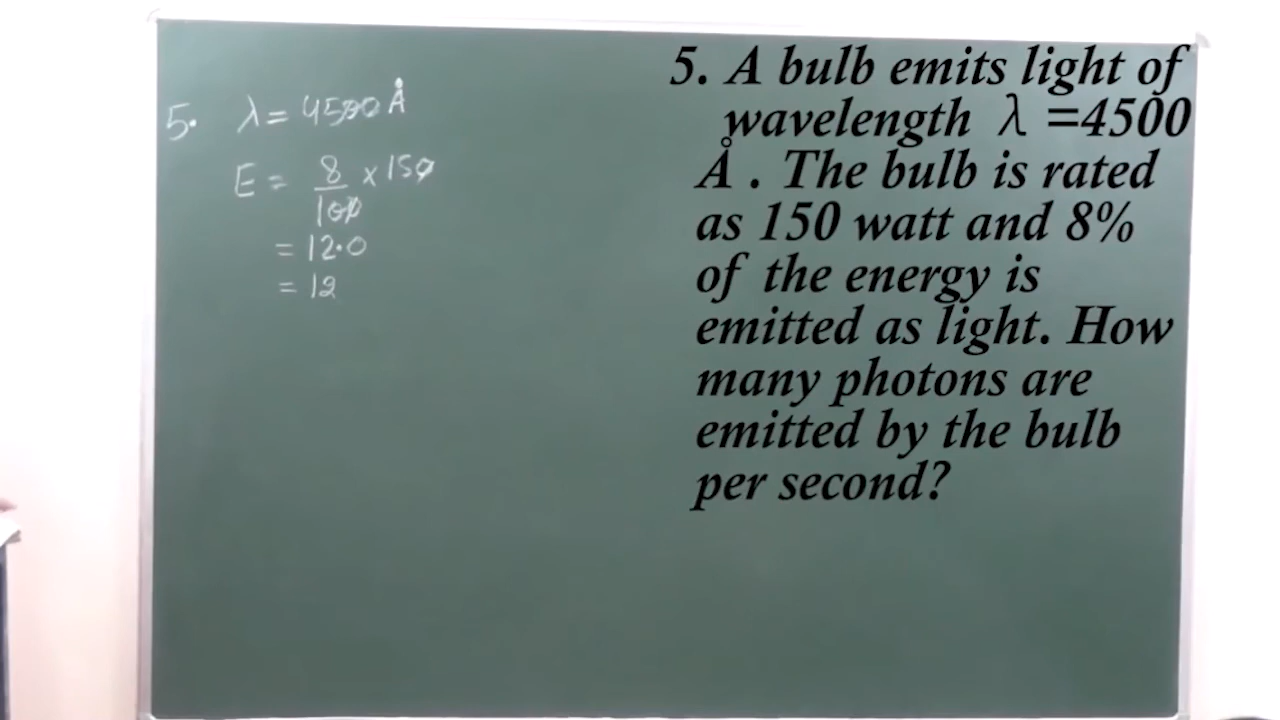 5. λ = 4500 Å
E = 8/100 × 150
= 12.0
= 12
5. A bulb emits light of
wavelength λ =4500
Å . The bulb is rated
as 150 watt and 8%
of the energy is
emitted as light. How
many photons are
emitted by the bulb
per second?